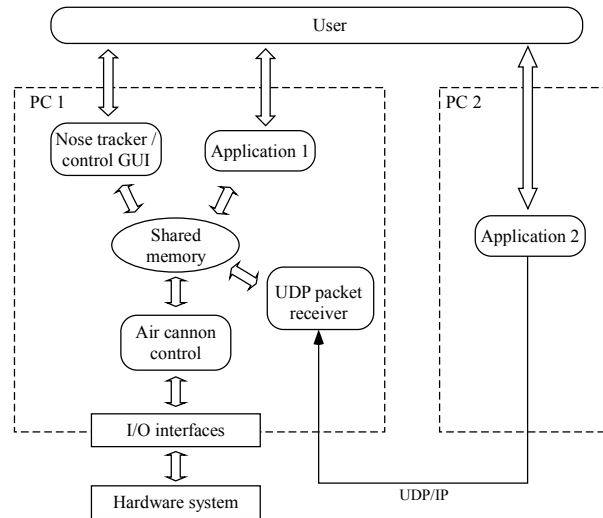 User
PC 1
PC 2
Nose tracker /
control GUI
Application 1
Shared
memory
Application 2
UDP packet
receiver
Air cannon
control
I/O interfaces
UDP/IP
Hardware system